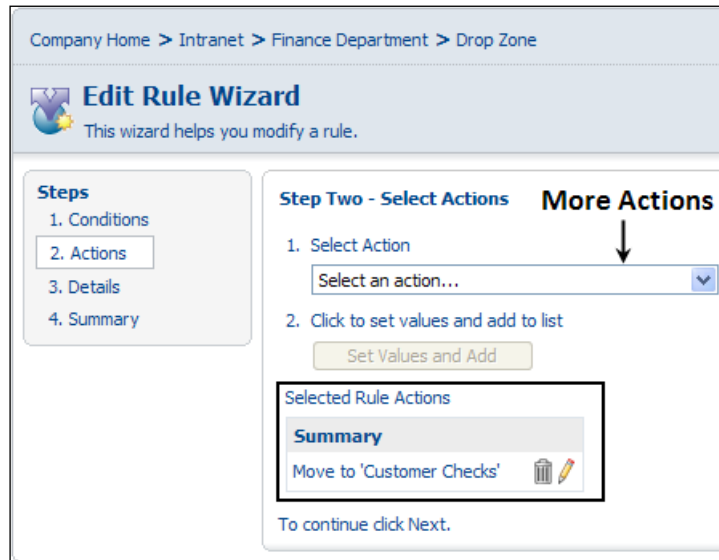 Company Home > Intranet > Finance Department > Drop Zone
Edit Rule Wizard
This wizard helps you modify a rule.
Steps
1. Conditions
2. Actions
3. Details
4. Summary
Step Two - Select Actions
More Actions
1. Select Action
Select an action...
2. Click to set values and add to list
Set Values and Add
Selected Rule Actions
Summary
Move to 'Customer Checks'
To continue click Next.